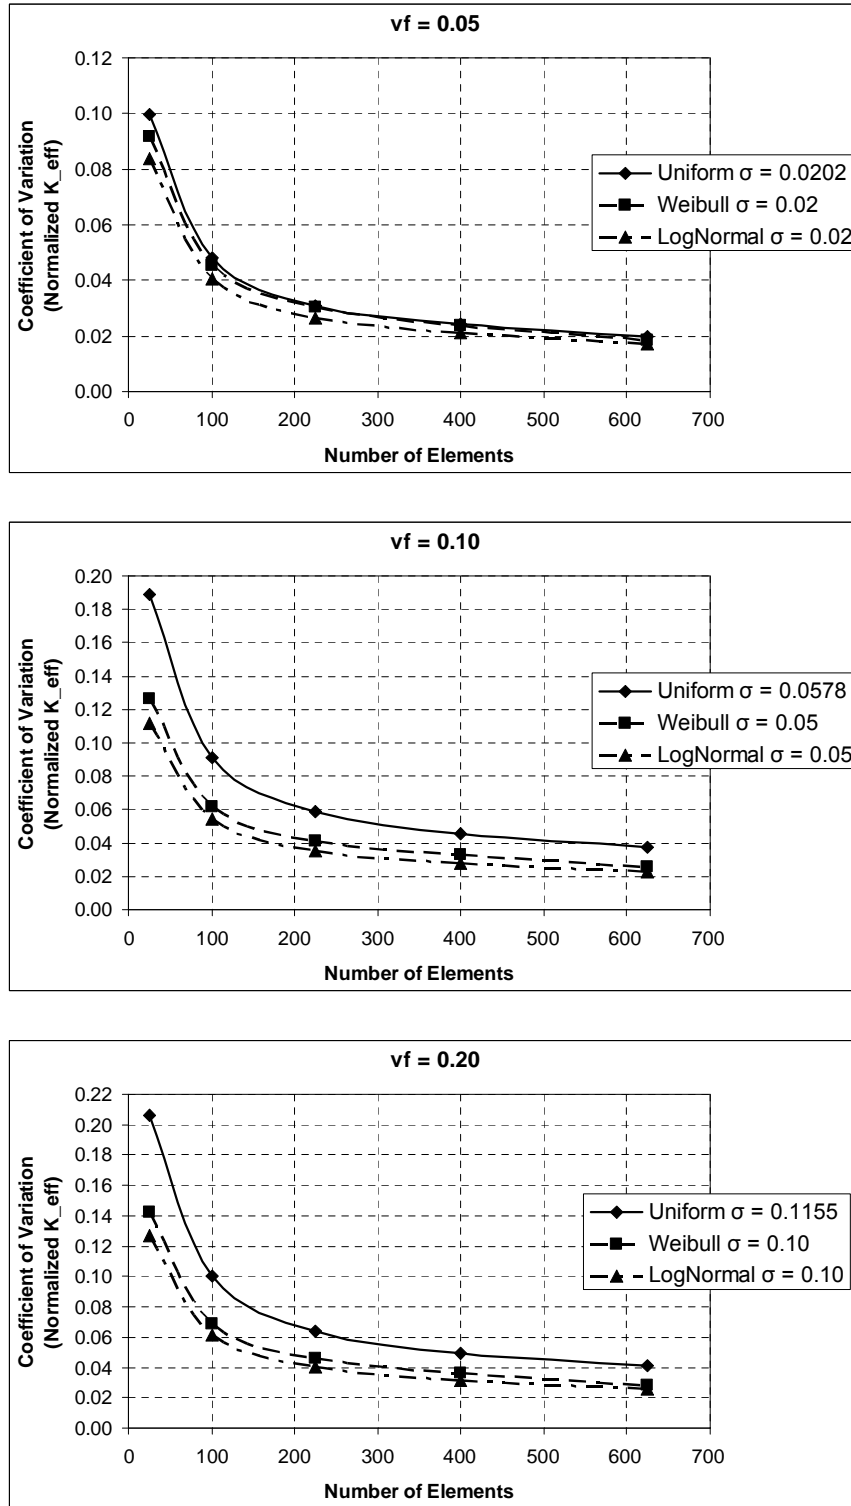 vf = 0.05
0.12
0.10
0.08
0.06
0.04
0.02
0.00
Coefficient of Variation
(Normalized K_eff)
0 100 200 300 400 500 600 700
Number of Elements
Uniform σ = 0.0202
Weibull σ = 0.02
LogNormal σ = 0.02
vf = 0.10
0.20
0.18
0.16
0.14
0.12
0.10
0.08
0.06
0.04
0.02
0.00
Coefficient of Variation
(Normalized K_eff)
0 100 200 300 400 500 600 700
Number of Elements
Uniform σ = 0.0578
Weibull σ = 0.05
LogNormal σ = 0.05
vf = 0.20
0.22
0.20
0.18
0.16
0.14
0.12
0.10
0.08
0.06
0.04
0.02
0.00
Coefficient of Variation
(Normalized K_eff)
0 100 200 300 400 500 600 700
Number of Elements
Uniform σ = 0.1155
Weibull σ = 0.10
LogNormal σ = 0.10